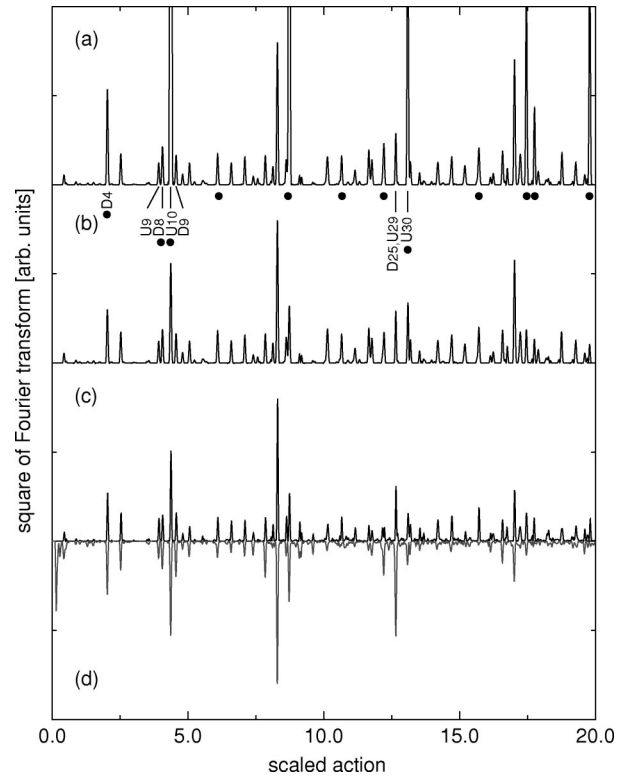 (a)
D4
U9
D8
U10
D9
D25,U29
U30
(b)
(c)
(d)
square of Fourier transform [arb. units]
0.0 5.0 10.0 15.0 20.0
scaled action